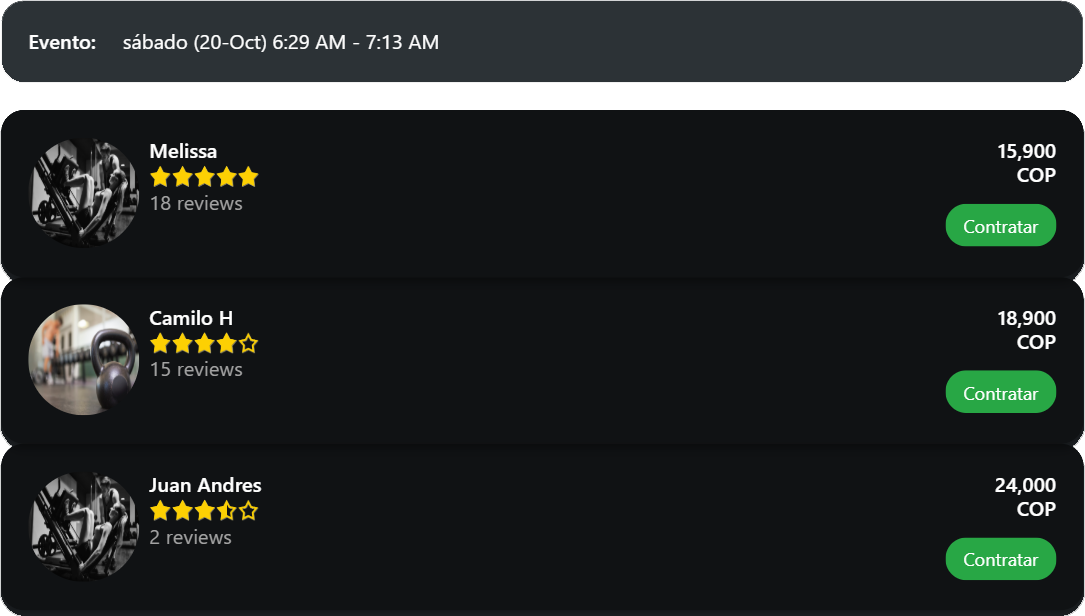 Evento: sábado (20-Oct) 6:29 AM - 7:13 AM
Melissa
18 reviews
15,900
COP
Contratar
Camilo H
15 reviews
18,900
COP
Contratar
Juan Andres
2 reviews
24,000
COP
Contratar